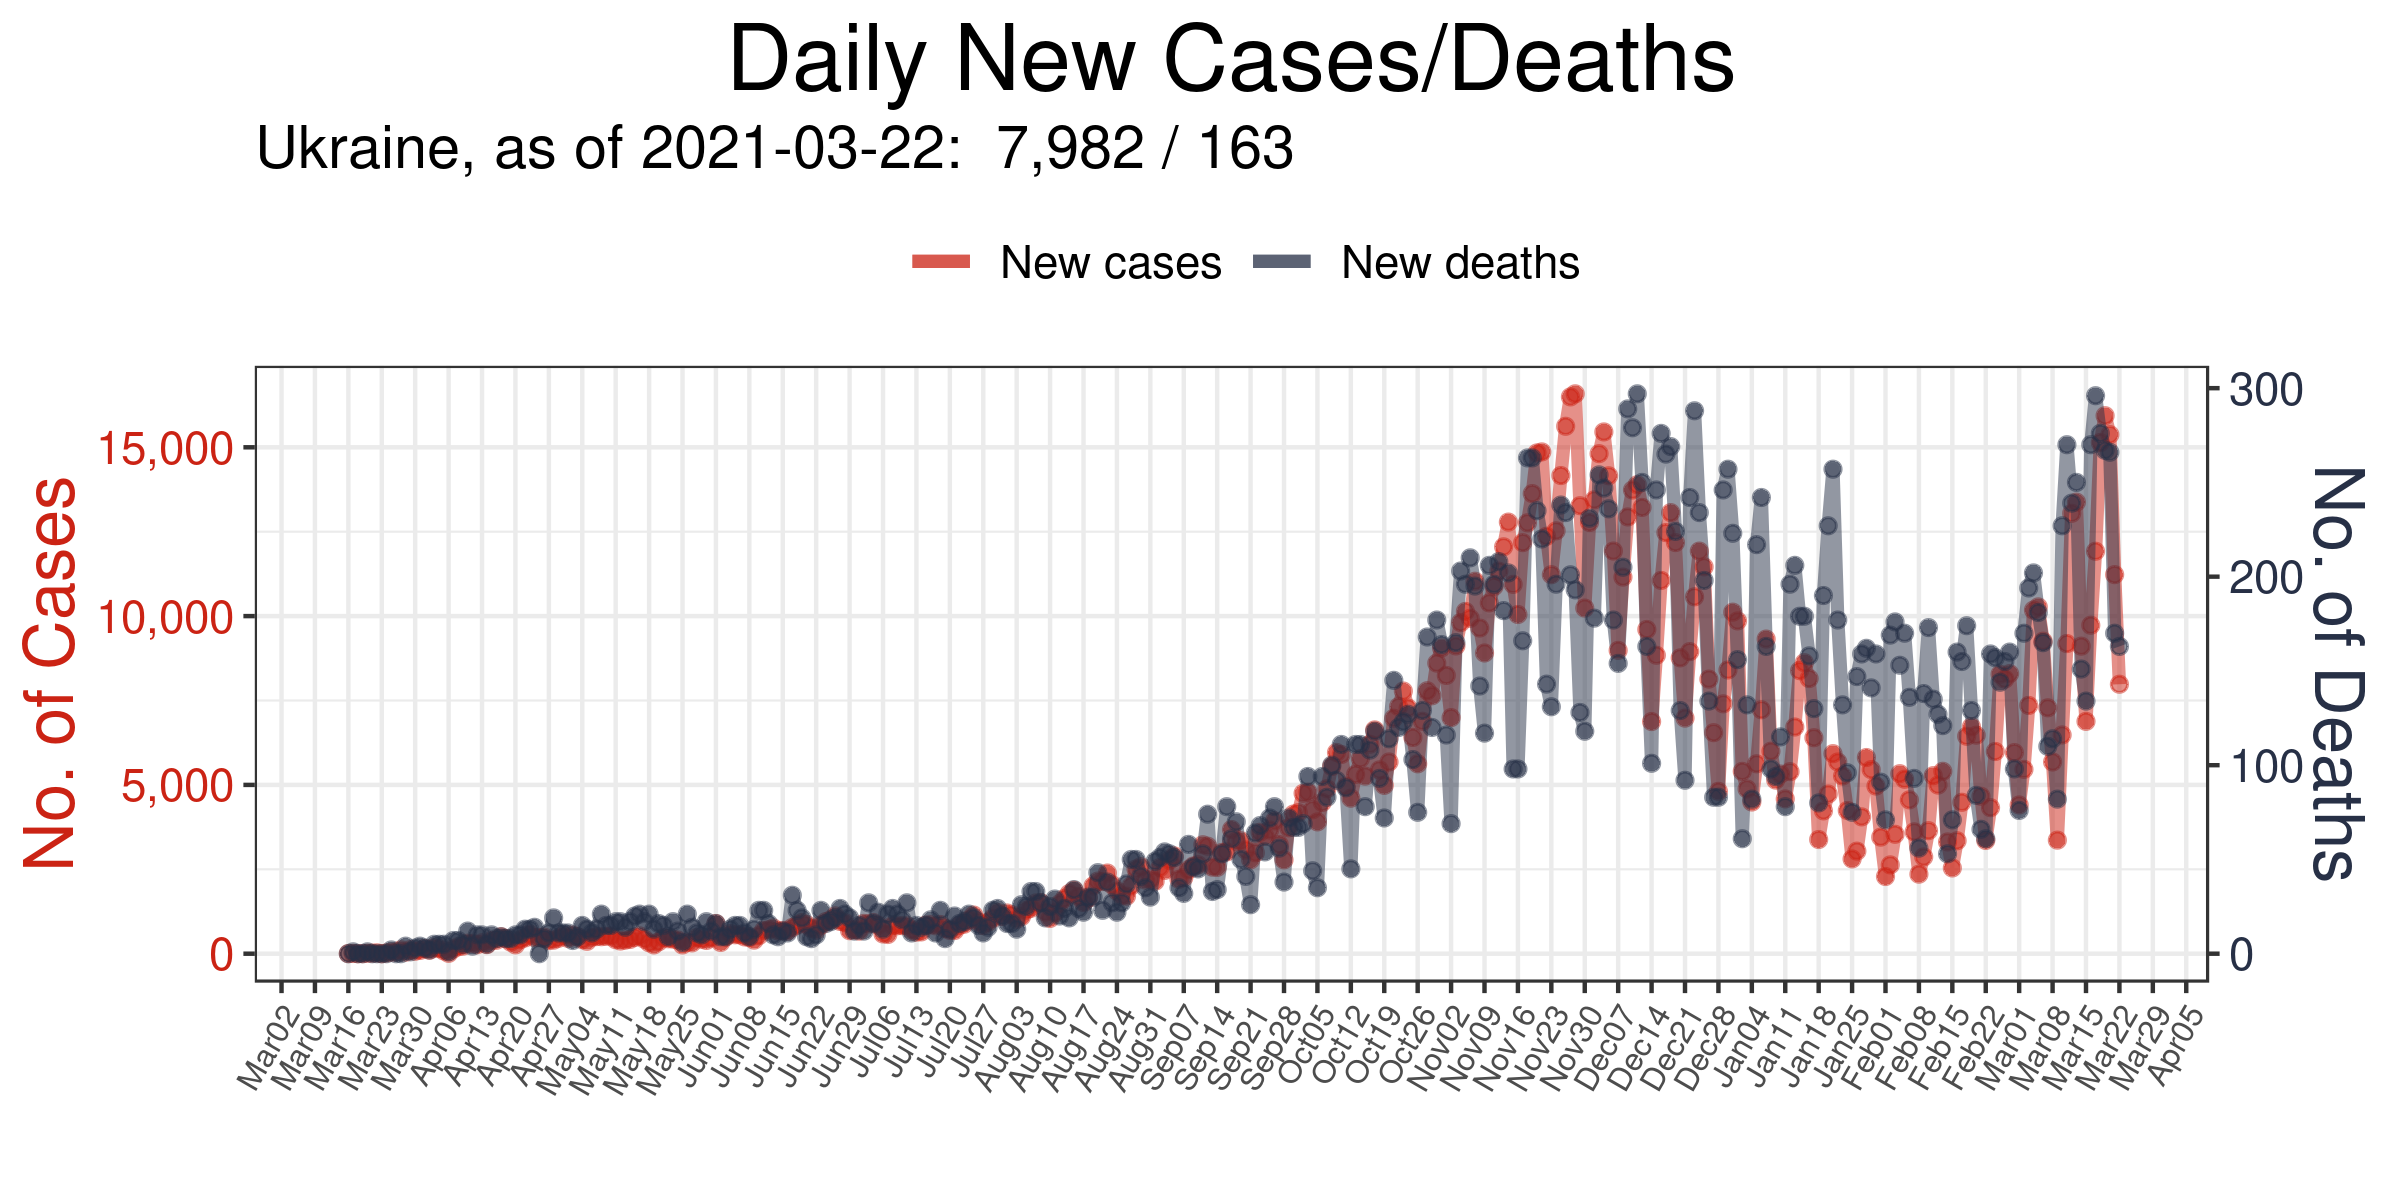 Daily New Cases/Deaths
Ukraine, as of 2021-03-22:  7,982 / 163
New cases New deaths
No. of Cases
15,000
10,000
5,000
0
300
200
100
0
No. of Deaths
Mar02 Mar09 Mar16 Mar23 Mar30 Apr06 Apr13 Apr20 Apr27 May04 May11 May18 May25 Jun01 Jun08 Jun15 Jun22 Jun29 Jul06 Jul13 Jul20 Jul27 Aug03 Aug10 Aug17 Aug24 Aug31 Sep07 Sep14 Sep21 Sep28 Oct05 Oct12 Oct19 Oct26 Nov02 Nov09 Nov16 Nov23 Nov30 Dec07 Dec14 Dec21 Dec28 Jan04 Jan11 Jan18 Jan25 Feb01 Feb08 Feb15 Feb22 Mar01 Mar08 Mar15 Mar22 Mar29 Apr05